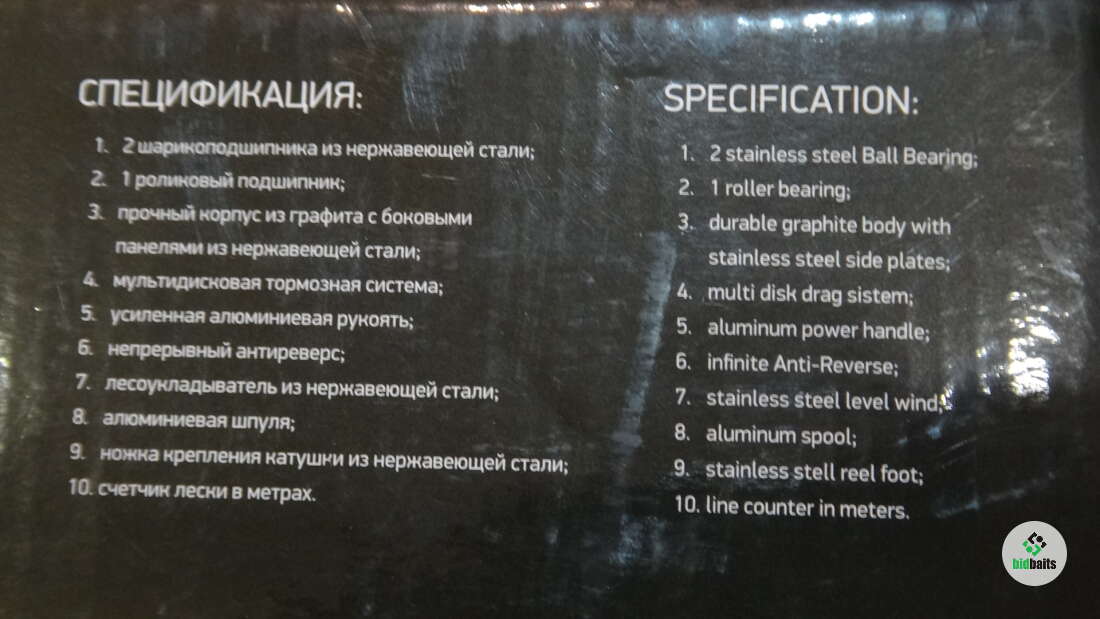 СПЕЦИФИКАЦИЯ:
1. 2 шарикоподшипника из нержавеющей стали;
2. 1 роликовый подшипник;
3. прочный корпус из графита с боковыми
панелями из нержавеющей стали;
4. мультидисковая тормозная система;
5. усиленная алюминиевая рукоять;
6. непрерывный антиреверс;
7. лесоукладыватель из нержавеющей стали;
8. алюминиевая шпуля;
9. ножка крепления катушки из нержавеющей стали;
10. счетчик лески в метрах.
SPECIFICATION:
1. 2 stainless steel Ball Bearing;
2. 1 roller bearing;
3. durable graphite body with
stainless steel side plates;
4. multi disk drag sistem;
5. aluminum power handle;
6. infinite Anti-Reverse;
7. stainless steel level wind;
8. aluminum spool;
9. stainless stell reel foot;
10. line counter in meters.
bidbaits